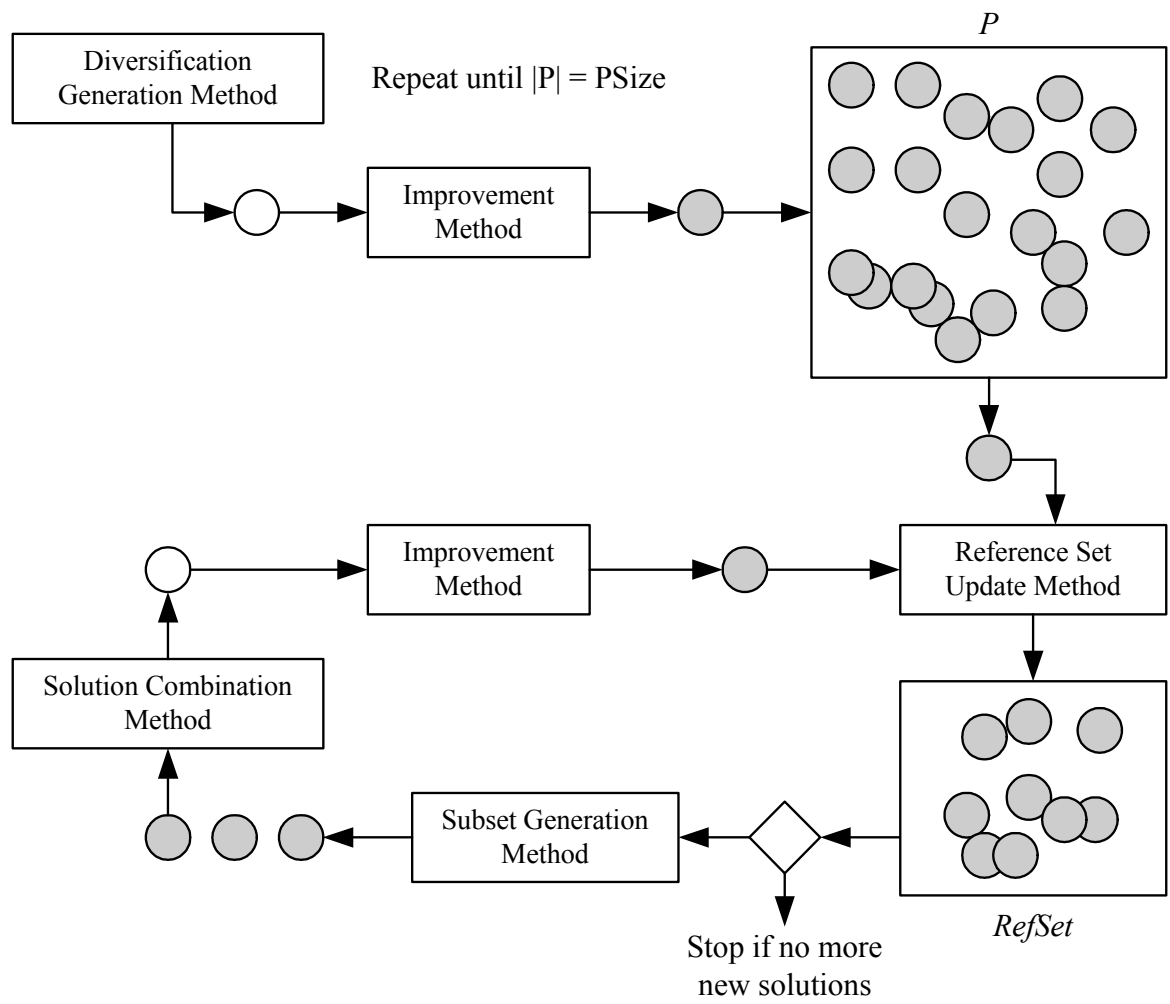 P
Diversification
Generation Method
Repeat until |P| = PSize
Improvement
Method
Improvement
Method
Reference Set
Update Method
Solution Combination
Method
Subset Generation
Method
RefSet
Stop if no more
new solutions